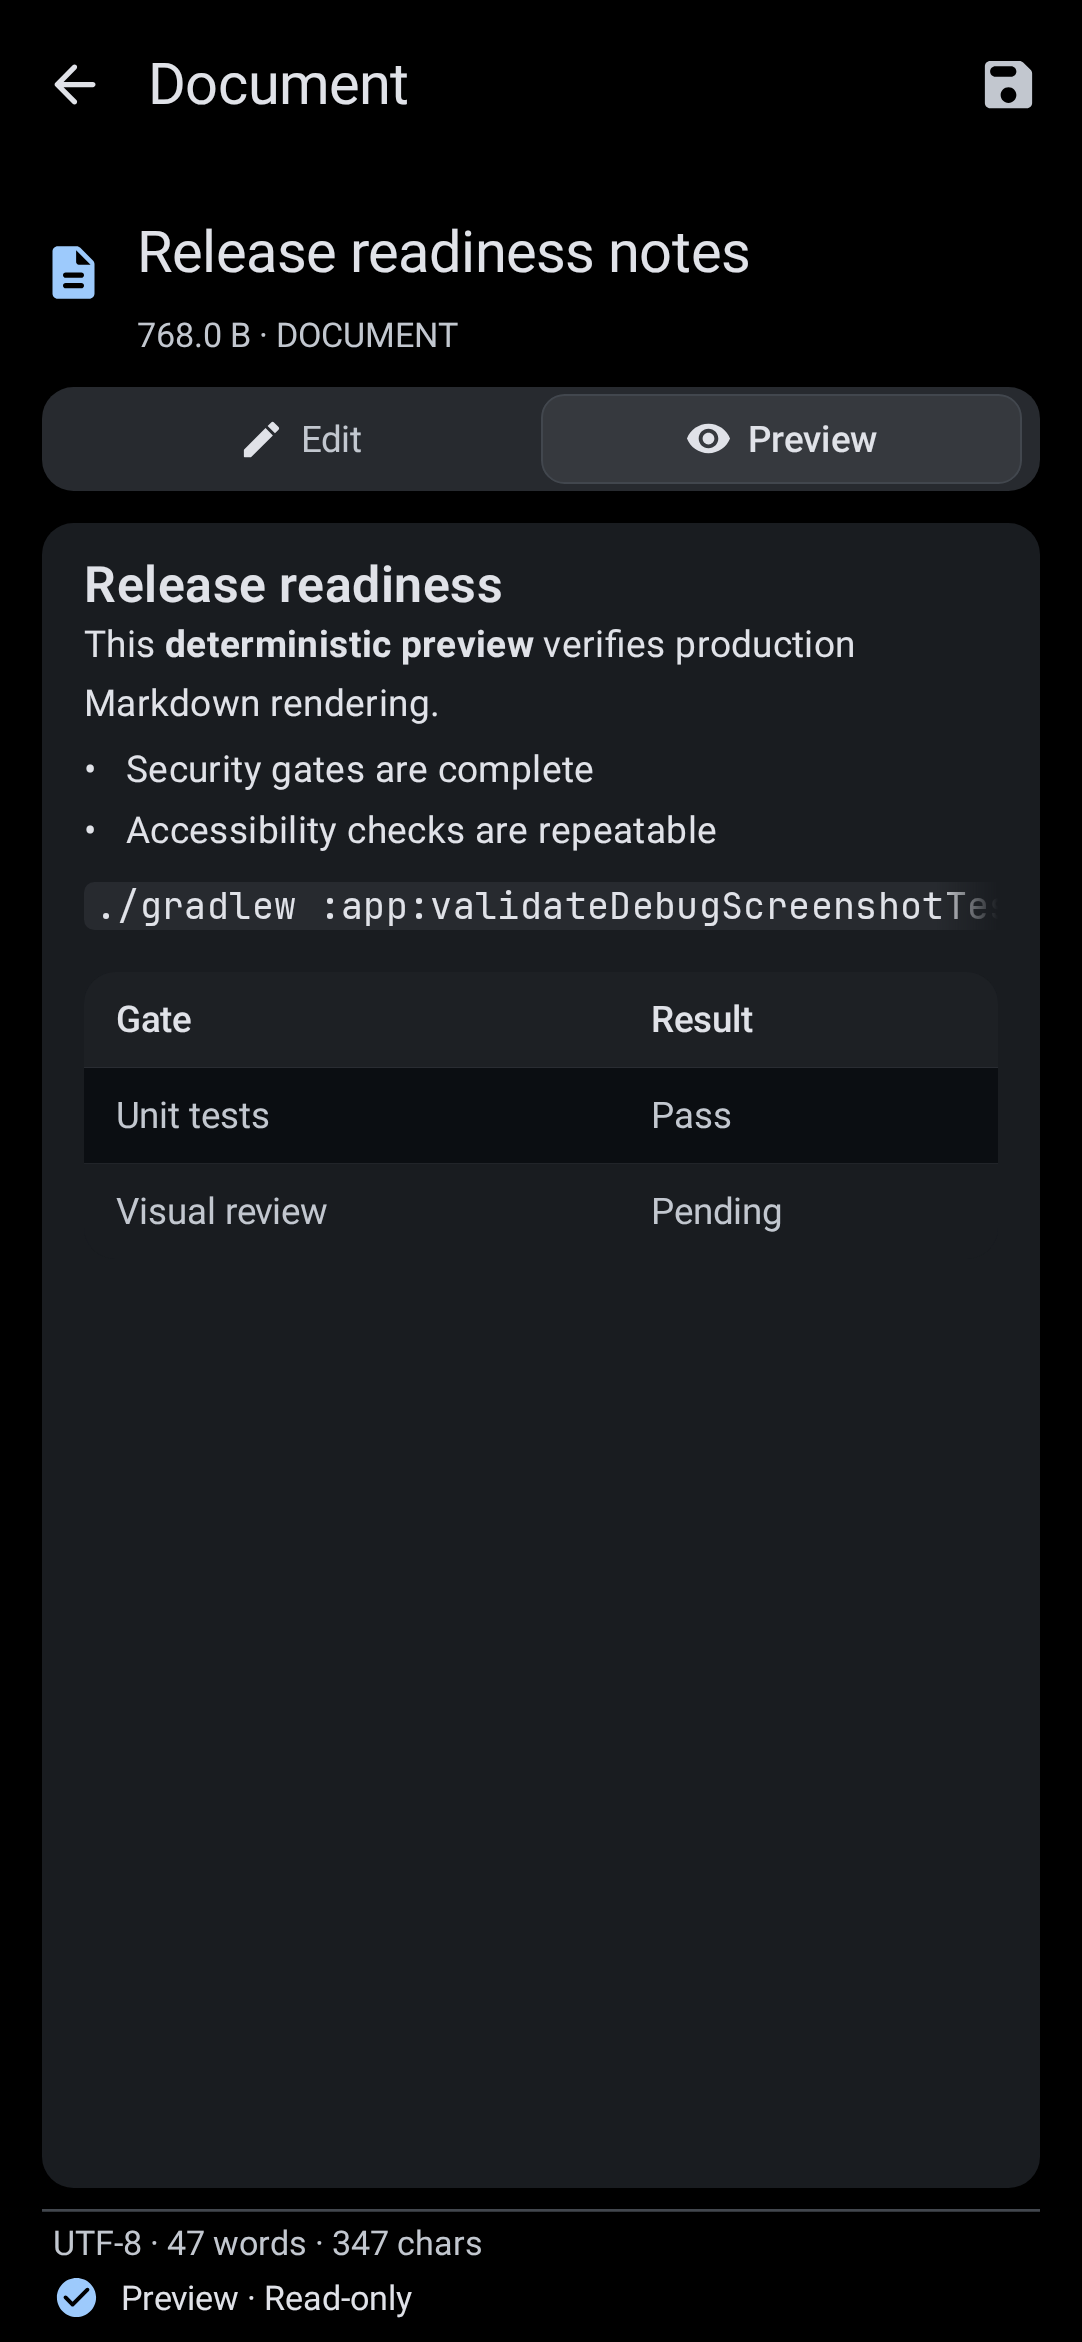 Document
Release readiness notes
768.0 B · DOCUMENT
Edit
Preview
Release readiness
This deterministic preview verifies production
Markdown rendering.
• Security gates are complete
• Accessibility checks are repeatable
./gradlew :app:validateDebugScreenshotTes
Gate Result
Unit tests Pass
Visual review Pending
UTF-8 · 47 words · 347 chars
Preview · Read-only